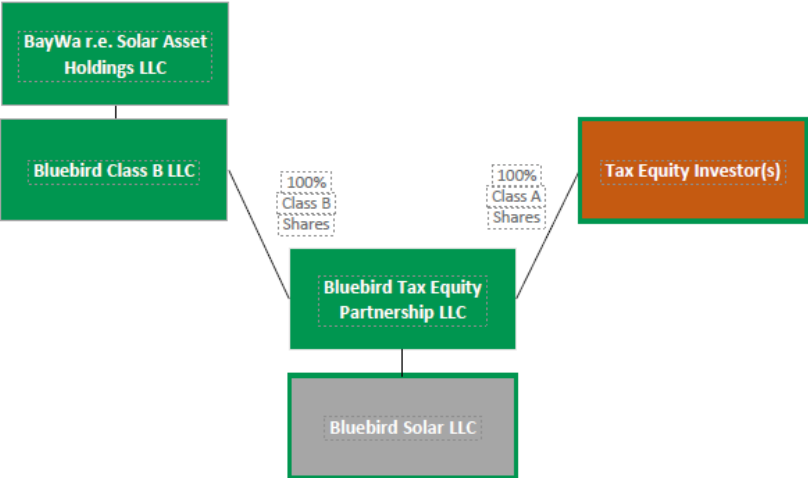 BayWa r.e. Solar Asset
Holdings LLC
Bluebird Class B LLC
100%
Class B
Shares
100%
Class A
Shares
Tax Equity Investor(s)
Bluebird Tax Equity
Partnership LLC
Bluebird Solar LLC